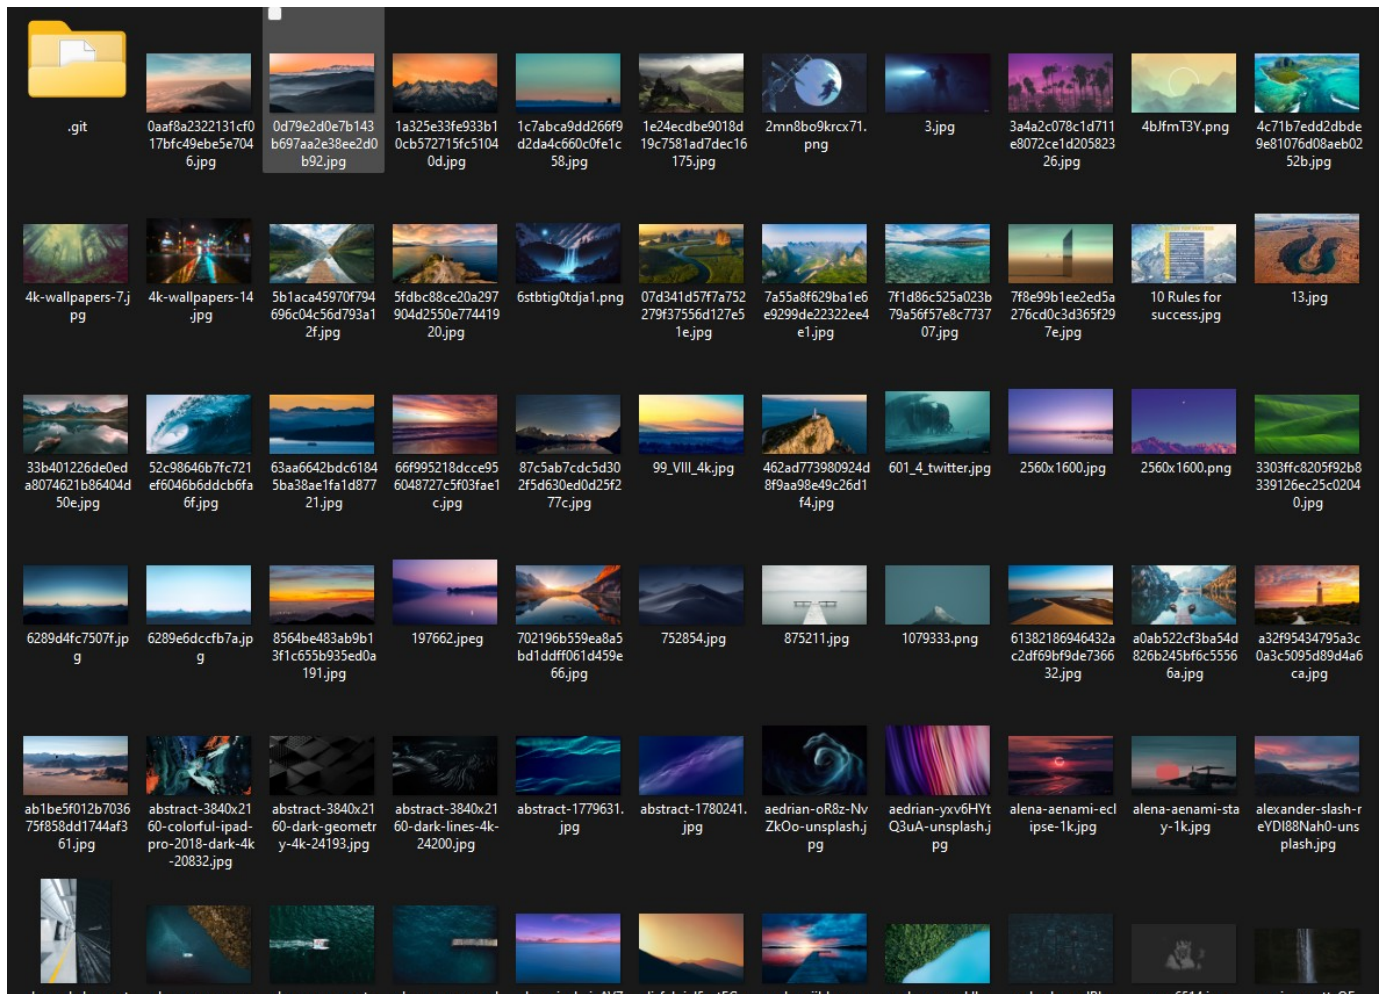 .git
0aaf8a2322131cf0
17bfc49ebe5e704
6.jpg
0d79e2d0e7b143
b697aa2e38ee2d0
b92.jpg
1a325e33fe933b1
0cb572715fc5104
0d.jpg
1c7abca9dd266f9
d2da4c660c0fe1c
58.jpg
1e24ecdbe9018d
19c7581ad7dec16
175.jpg
2mn8bo9krcx71.
png
3.jpg
3a4a2c078c1d711
e8072ce1d205823
26.jpg
4bJfmT3Y.png
4c71b7edd2dbde
9e81076d08aeb02
52b.jpg
4k-wallpapers-7.j
pg
4k-wallpapers-14
.jpg
5b1aca45970f794
696c04c56d793a1
2f.jpg
5fdbc88ce20a297
904d2550e774419
20.jpg
6stbtig0tdja1.png
07d341d57f7a752
279f37556d127e5
1e.jpg
7a55a8f629ba1e6
e9299de22322ee4
e1.jpg
7f1d86c525a023b
79a56f57e8c7737
07.jpg
7f8e99b1ee2ed5a
276cd0c3d365f29
7e.jpg
10 Rules for
success.jpg
13.jpg
33b401226de0ed
a8074621b86404d
50e.jpg
52c98646b7fc721
ef6046b6ddcb6fa
6f.jpg
63aa6642bdc6184
5ba38ae1fa1d877
21.jpg
66f995218dcce95
6048727c5f03fae1
c.jpg
87c5ab7cdc5d30
2f5d630ed0d25f2
77c.jpg
99_VIII_4k.jpg
462ad773980924d
8f9aa98e49c26d1
f4.jpg
601_4_twitter.jpg
2560x1600.jpg
2560x1600.png
3303ffc8205f92b8
339126ec25c0204
0.jpg
6289d4fc7507f.jp
g
6289e6dccfb7a.jp
g
8564be483ab9b1
3f1c655b935ed0a
191.jpg
197662.jpeg
702196b559ea8a5
bd1ddff061d459e
66.jpg
752854.jpg
875211.jpg
1079333.png
61382186946432a
c2df69bf9de7366
32.jpg
a0ab522cf3ba54d
826b245bf6c5556
6a.jpg
a32f95434795a3c
0a3c5095d89d4a6
ca.jpg
ab1be5f012b7036
75f858dd1744af3
61.jpg
abstract-3840x21
60-colorful-ipad-
pro-2018-dark-4k
-20832.jpg
abstract-3840x21
60-dark-geometr
y-4k-24193.jpg
abstract-3840x21
60-dark-lines-4k-
24200.jpg
abstract-1779631.
jpg
abstract-1780241.
jpg
aedrian-oR8z-Nv
ZkOo-unsplash.j
pg
aedrian-yxv6HYt
Q3uA-unsplash.j
pg
alena-aenami-ecl
ipse-1k.jpg
alena-aenami-sta
y-1k.jpg
alexander-slash-r
eYDI88Nah0-uns
plash.jpg